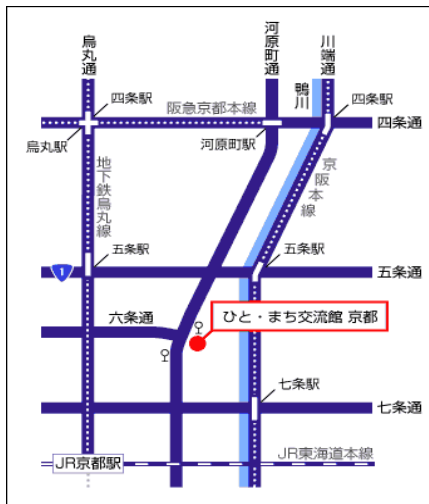 烏丸通
河原町通
川端通
鴨川
四条駅
阪急京都本線
四条駅
四条通
烏丸駅
河原町駅
地下鉄烏丸線
京阪本線
五条駅
五条駅
1
五条通
六条通
ひと・まち交流館 京都
七条駅
七条通
JR京都駅
JR東海道本線